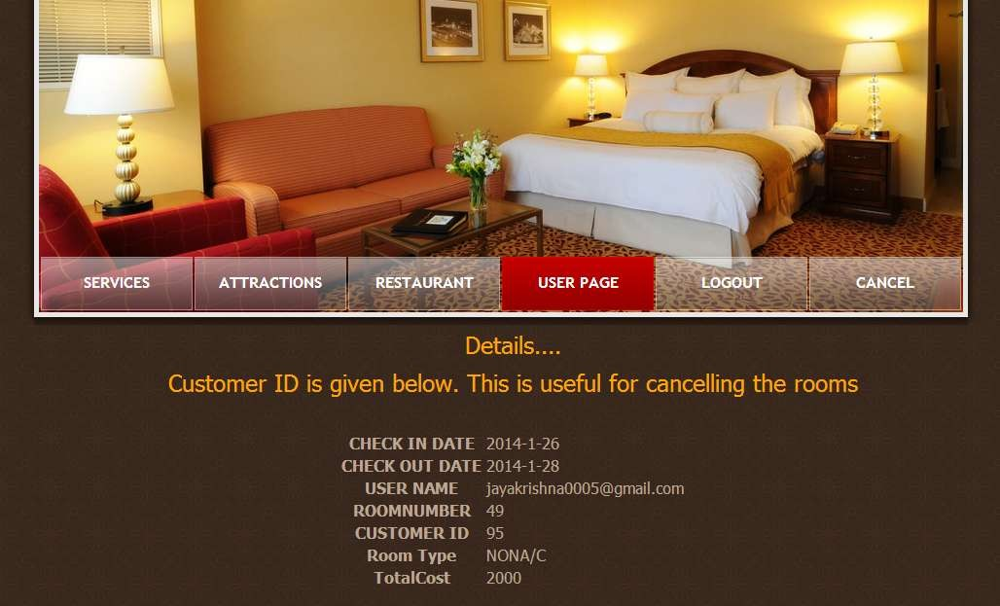 SERVICES ATTRACTIONS RESTAURANT USER PAGE LOGOUT CANCEL
Details....
Customer ID is given below. This is useful for cancelling the rooms
CHECK IN DATE 2014-1-26
CHECK OUT DATE 2014-1-28
USER NAME jayakrishna0005@gmail.com
ROOMNUMBER 49
CUSTOMER ID 95
Room Type NONA/C
TotalCost 2000